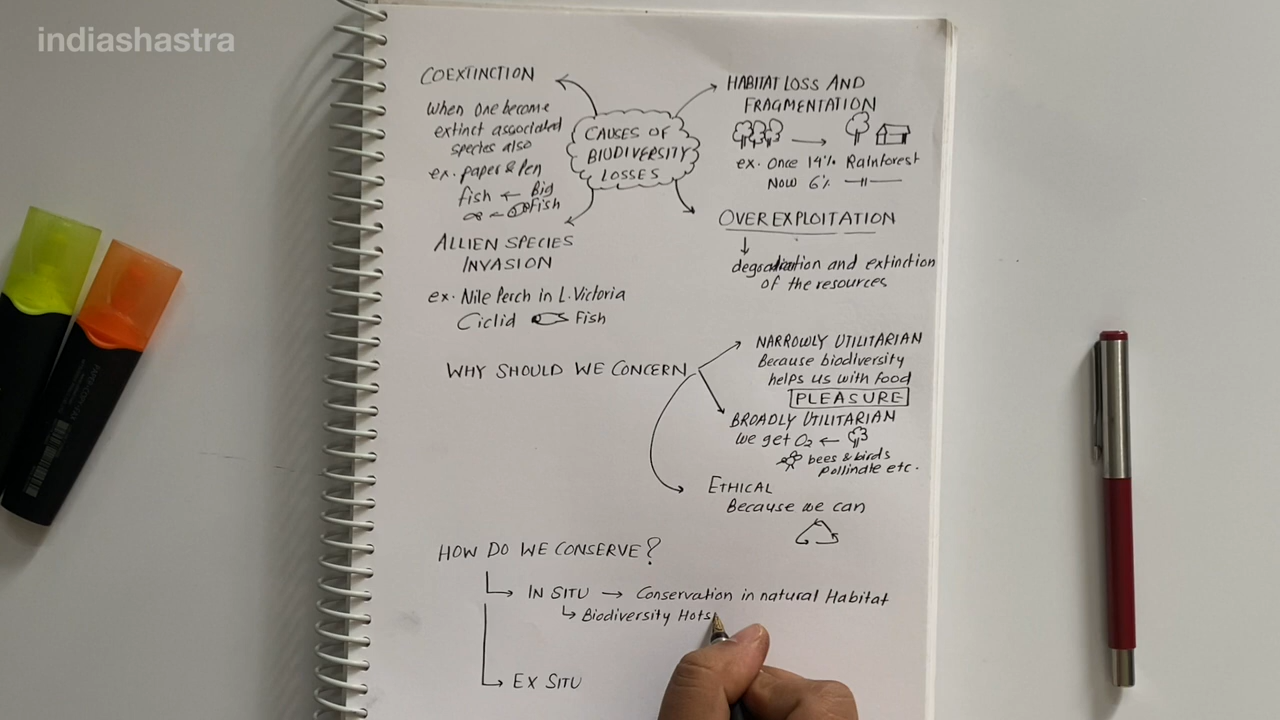 indiashastra
CAUSES OF
BIODIVERSITY
LOSSES
COEXTINCTION
When one become
extinct associated
species also
ex. paper & Pen
fish ← Big
← Fish
ALLIEN SPECIES
INVASION
ex. Nile Perch in L. Victoria
Ciclid Fish
HABITAT LOSS AND
FRAGMENTATION
ex. Once 14% Rainforest
Now 6% —||—
OVER EXPLOITATION
degradation and extinction
of the resources
WHY SHOULD WE CONCERN
NARROWLY UTILITARIAN
Because biodiversity
helps us with food
PLEASURE
BROADLY UTILITARIAN
we get O₂ ←
bees & birds
pollinate etc.
ETHICAL
Because we can
HOW DO WE CONSERVE?
IN SITU → Conservation in natural Habitat
Biodiversity Hots
EX SITU